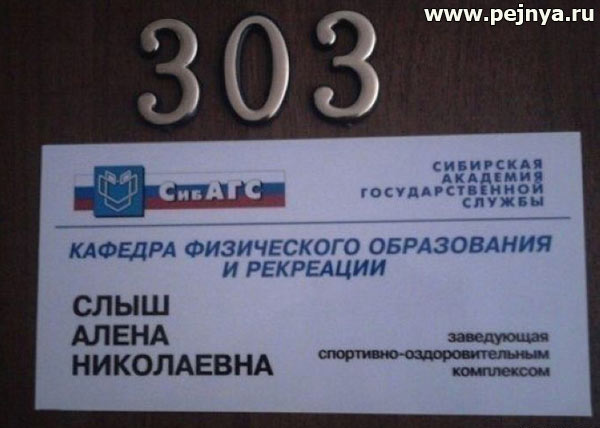 www.pejnya.ru
303
СибАГС
СИБИРСКАЯ
АКАДЕМИЯ
ГОСУДАРСТВЕННОЙ
СЛУЖБЫ
КАФЕДРА ФИЗИЧЕСКОГО ОБРАЗОВАНИЯ
И РЕКРЕАЦИИ
СЛЫШ
АЛЕНА
НИКОЛАЕВНА
заведующая
спортивно-оздоровительным
комплексом